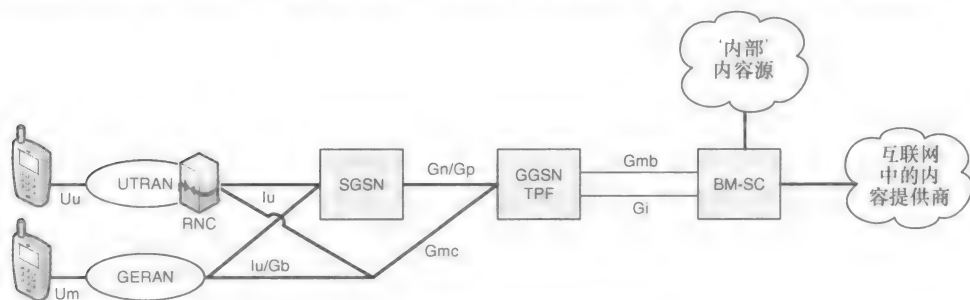 '内部'
内容源
Uu
UTRAN
RNC
Iu
SGSN
Gn/Gp
GGSN
TPF
Gmb
Gi
BM-SC
互联网
中的内
容提供商
Um
GERAN
Iu/Gb
Gmc